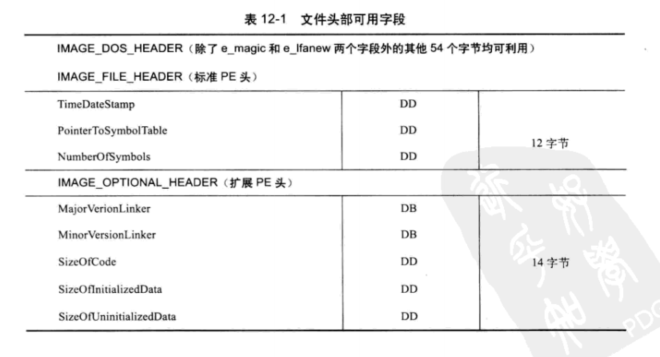 表 12-1 文件头部可用字段
IMAGE_DOS_HEADER（除了 e_magic 和 e_lfanew 两个字段外的其他 54 个字节均可利用）
IMAGE_FILE_HEADER（标准 PE 头）
TimeDateStamp DD
PointerToSymbolTable DD
12 字节
NumberOfSymbols DD
IMAGE_OPTIONAL_HEADER（扩展 PE 头）
MajorVerionLinker DB
MinorVersionLinker DB
SizeOfCode DD 14 字节
SizeOfInitializedData DD
SizeOfUninitializedData DD
PDG